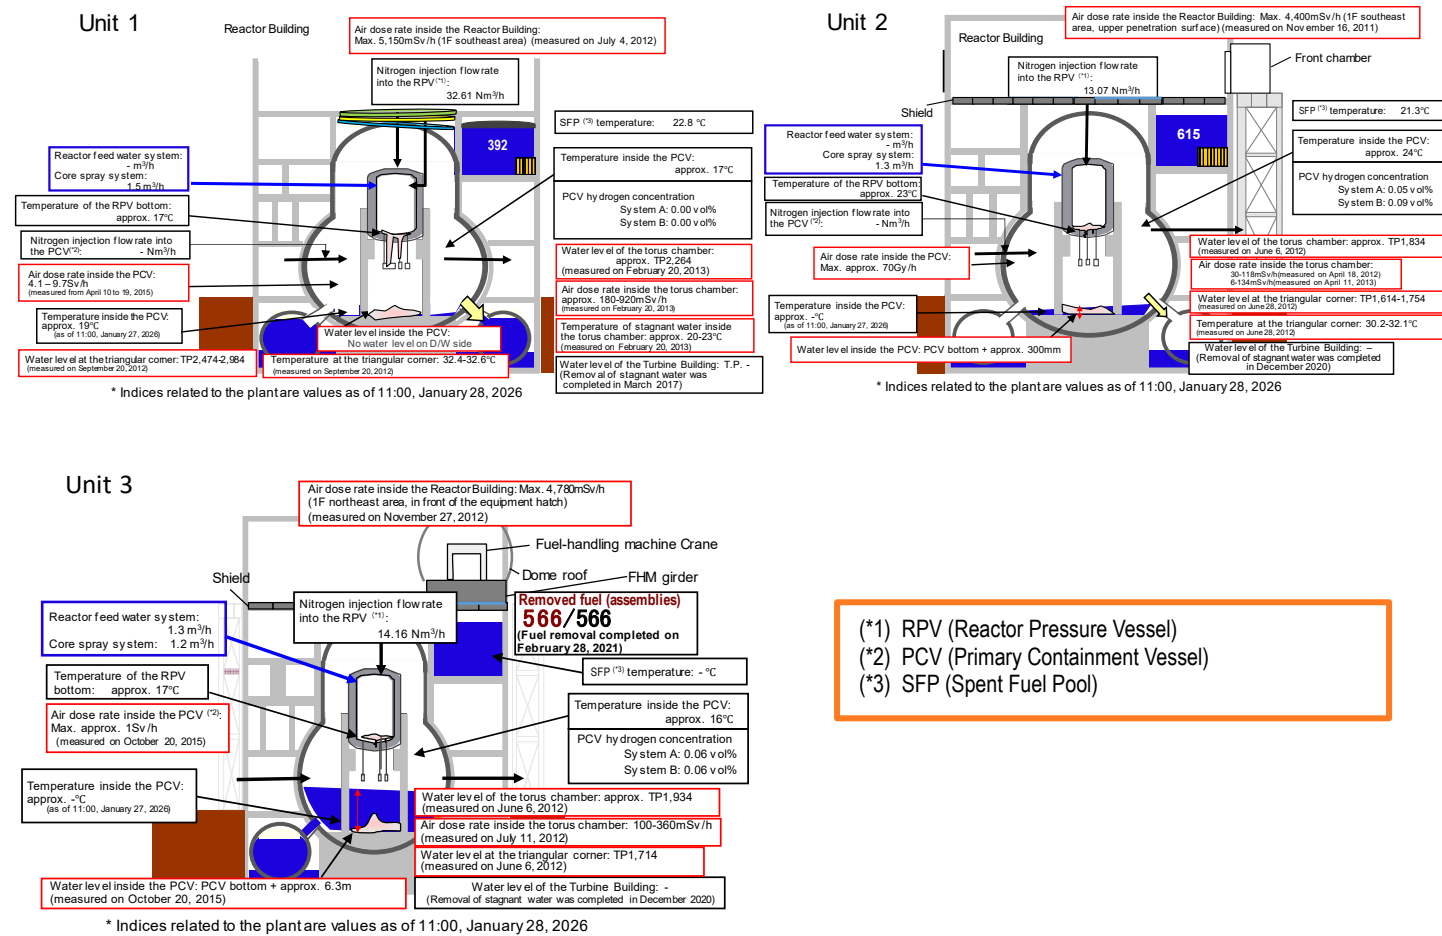 Unit 1
Reactor Building
Air dose rate inside the Reactor Building:
Max. 5,150mSv/h (1F southeast area) (measured on July 4, 2012)
Nitrogen injection flow rate
into the RPV (*1):
32.61 Nm³/h
392
SFP (*3) temperature: 22.8 ℃
Reactor feed water system:
- m³/h
Core spray system:
1.5 m³/h
Temperature inside the PCV:
approx. 17℃
PCV hydrogen concentration
System A: 0.00 vol%
System B: 0.00 vol%
Temperature of the RPV bottom:
approx. 17℃
Nitrogen injection flow rate into
the PCV(*2): - Nm³/h
Air dose rate inside the PCV:
4.1 – 9.7Sv/h
(measured from April 10 to 19, 2015)
Water level of the torus chamber:
approx. TP2,264
(measured on February 20, 2013)
Air dose rate inside the torus chamber:
approx. 180-920mSv/h
(measured on February 20, 2013)
Temperature inside the PCV:
approx. 19℃
(as of 11:00, January 27, 2026)
Water level inside the PCV:
No water level on D/W side
Temperature of stagnant water inside
the torus chamber: approx. 20-23℃
(measured on February 20, 2013)
Water level at the triangular corner: TP2,474-2,984
(measured on September 20, 2012)
Temperature at the triangular corner: 32.4-32.6℃
(measured on September 20, 2012)
Water level of the Turbine Building: T.P. -
(Removal of stagnant water was
completed in March 2017)
* Indices related to the plant are values as of 11:00, January 28, 2026
Unit 2
Reactor Building
Air dose rate inside the Reactor Building: Max. 4,400mSv/h (1F southeast
area, upper penetration surface) (measured on November 16, 2011)
Front chamber
Nitrogen injection flow rate
into the RPV (*1):
13.07 Nm³/h
Shield
615
SFP (*3) temperature: 21.3℃
Reactor feed water system:
- m³/h
Core spray system:
1.3 m³/h
Temperature inside the PCV:
approx. 24℃
PCV hydrogen concentration
System A: 0.05 vol%
System B: 0.09 vol%
Temperature of the RPV bottom:
approx. 23℃
Nitrogen injection flow rate into
the PCV(*2): - Nm³/h
Air dose rate inside the PCV:
Max. approx. 70Gy/h
Water level of the torus chamber: approx. TP1,834
(measured on June 6, 2012)
Air dose rate inside the torus chamber:
30-118mSv/h(measured on April 18, 2012)
6-134mSv/h(measured on April 11, 2013)
Temperature inside the PCV:
approx. -℃
(as of 11:00, January 27, 2026)
Water level at the triangular corner: TP1,614-1,754
(measured on June 28, 2012)
Temperature at the triangular corner: 30.2-32.1℃
(measured on June 28, 2012)
Water level inside the PCV: PCV bottom + approx. 300mm
Water level of the Turbine Building: –
(Removal of stagnant water was completed
in December 2020)
* Indices related to the plant are values as of 11:00, January 28, 2026
Unit 3
Air dose rate inside the Reactor Building: Max. 4,780mSv/h
(1F northeast area, in front of the equipment hatch)
(measured on November 27, 2012)
Fuel-handling machine Crane
Shield
Dome roof
FHM girder
Nitrogen injection flow rate
into the RPV (*1):
14.16 Nm³/h
Removed fuel (assemblies)
566/566
(Fuel removal completed on
February 28, 2021)
Reactor feed water system:
1.3 m³/h
Core spray system: 1.2 m³/h
SFP (*3) temperature: - ℃
Temperature of the RPV
bottom: approx. 17℃
Air dose rate inside the PCV (*2):
Max. approx. 1Sv/h
(measured on October 20, 2015)
Temperature inside the PCV:
approx. 16℃
PCV hydrogen concentration
System A: 0.06 vol%
System B: 0.06 vol%
Temperature inside the PCV:
approx. -℃
(as of 11:00, January 27, 2026)
Water level of the torus chamber: approx. TP1,934
(measured on June 6, 2012)
Air dose rate inside the torus chamber: 100-360mSv/h
(measured on July 11, 2012)
Water level at the triangular corner: TP1,714
(measured on June 6, 2012)
Water level inside the PCV: PCV bottom + approx. 6.3m
(measured on October 20, 2015)
Water level of the Turbine Building: -
(Removal of stagnant water was completed in December 2020)
* Indices related to the plant are values as of 11:00, January 28, 2026
(*1) RPV (Reactor Pressure Vessel)
(*2) PCV (Primary Containment Vessel)
(*3) SFP (Spent Fuel Pool)